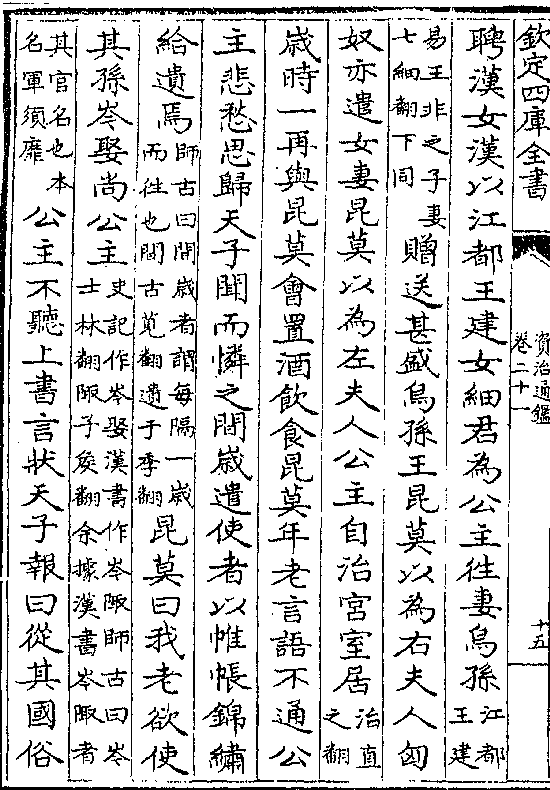 欽定四庫全書
資治通鑑
卷二十一
十五
聘漢女漢以江都王建女細君為公主往妻烏孫江都
王建
易王非之子妻
七細翻下同
贈送甚盛烏孫王昆莫以為右夫人匈
奴亦遣女妻昆莫以為左夫人公主自治宮室居治直
之翻
歲時一再與昆莫會置酒飲食昆莫年老言語不通公
主悲愁思歸天子聞而憐之間歲遣使者以帷帳錦繡
給遺焉師古曰間歲者謂每隔一歲
而往也間古莧翻遺于季翻
昆莫曰我老欲使
其孫岑娶尚公主史記作岑娶漢書作岑陬師古曰岑
士林翻陬子侯翻余據漢書岑陬者
其官名也本
名軍須靡
公主不聽上書言狀天子報曰從其國俗